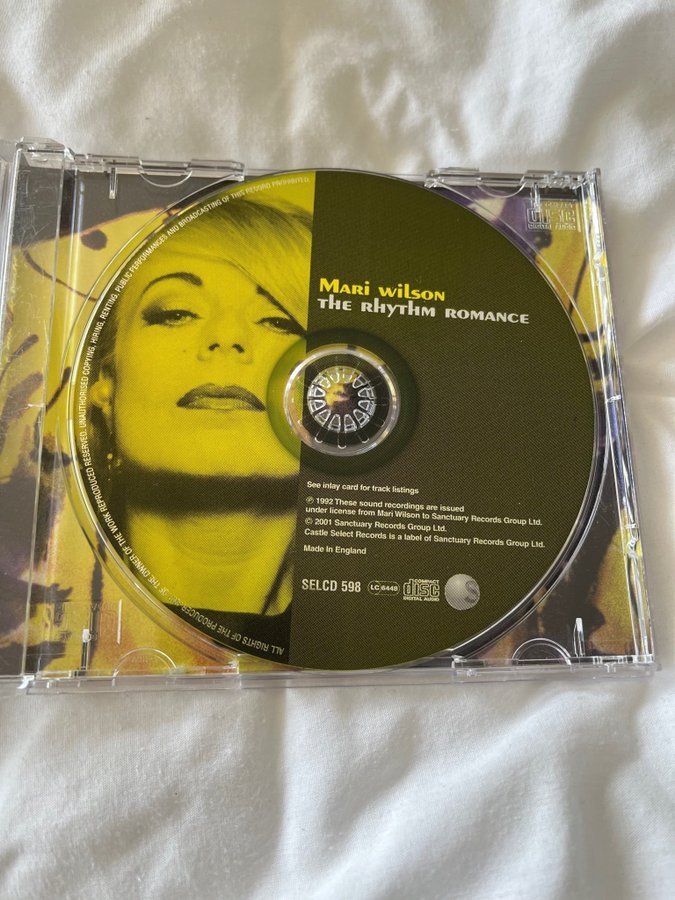 Mari Wilson
The Rhythm Romance
See inlay card for track listings
℗ 1992 These sound recordings are issued
under license from Mari Wilson to Sanctuary Records Group Ltd.
© 2001 Sanctuary Records Group Ltd.
Castle Select Records is a label of Sanctuary Records Group Ltd.
Made In England
SELCD 598
LC 6448
COMPACT
disc
DIGITAL AUDIO
S
ALL RIGHTS OF THE PRODUCER AND OF THE OWNER OF THE WORK REPRODUCED RESERVED. UNAUTHORISED COPYING, HIRING, RENTING, PUBLIC PERFORMANCES AND BROADCASTING OF THIS RECORD PROHIBITED.
COMPACT
disc
DIGITAL AUDIO